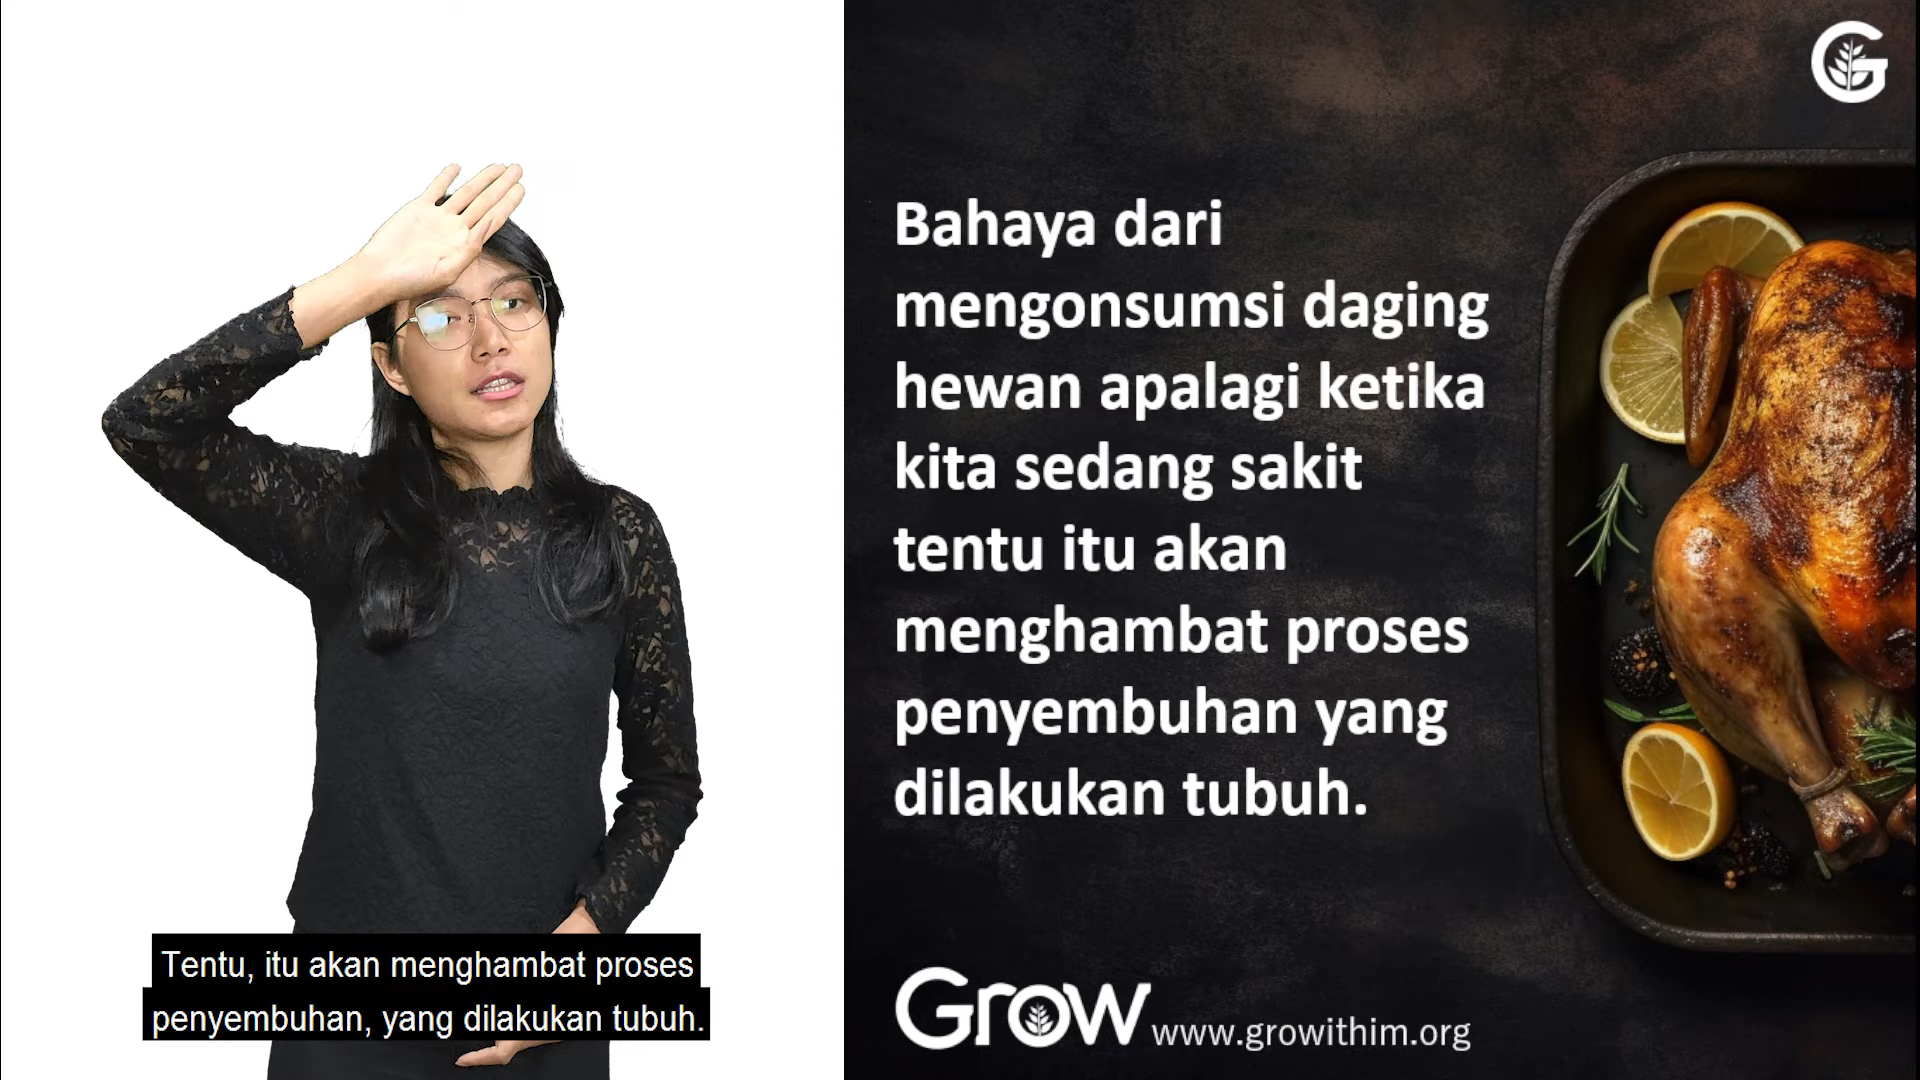 Bahaya dari
mengonsumsi daging
hewan apalagi ketika
kita sedang sakit
tentu itu akan
menghambat proses
penyembuhan yang
dilakukan tubuh.
Tentu, itu akan menghambat proses
penyembuhan, yang dilakukan tubuh.
Grow www.growithim.org
G